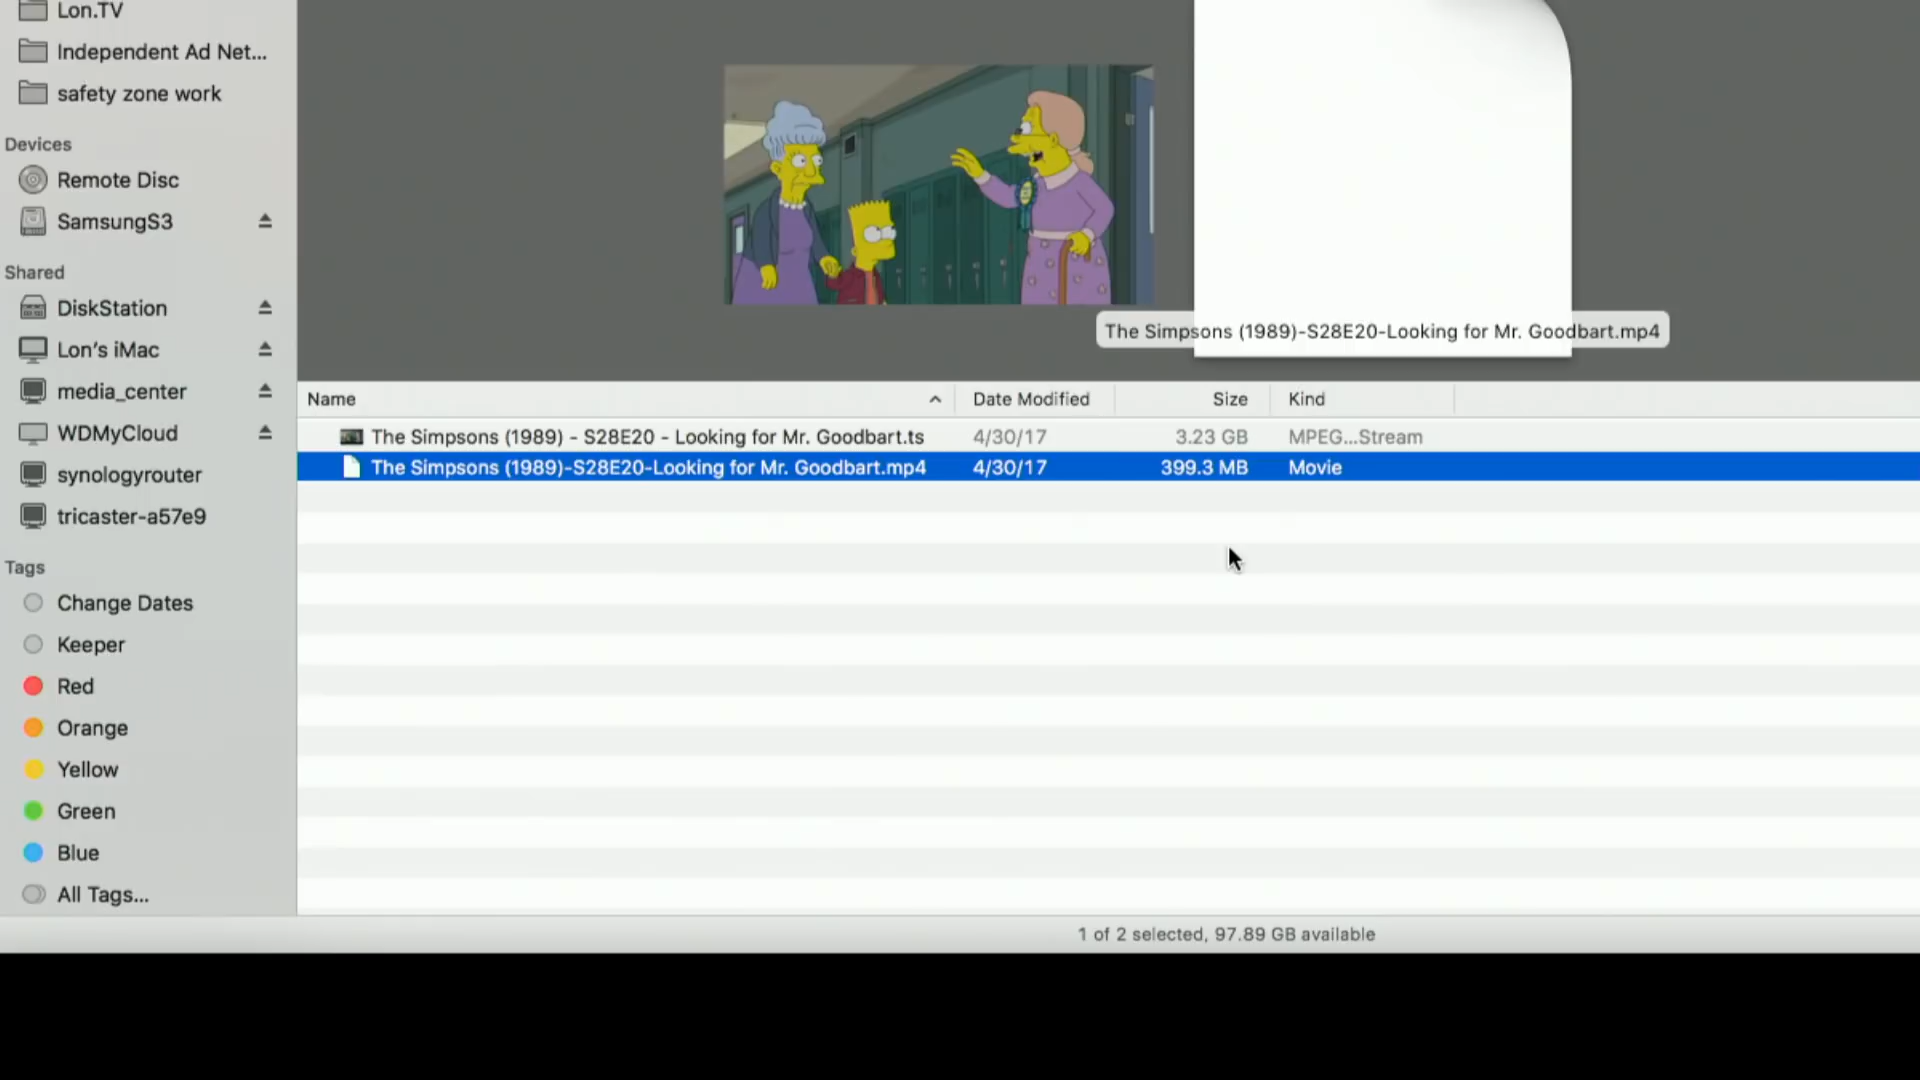 Lon.TV
Independent Ad Net...
safety zone work
Devices
Remote Disc
SamsungS3
Shared
DiskStation
Lon's iMac
media_center
WDMyCloud
synologyrouter
tricaster-a57e9
Tags
Change Dates
Keeper
Red
Orange
Yellow
Green
Blue
All Tags...
The Simpsons (1989)-S28E20-Looking for Mr. Goodbart.mp4
Name Date Modified Size Kind
The Simpsons (1989) - S28E20 - Looking for Mr. Goodbart.ts 4/30/17 3.23 GB MPEG...Stream
The Simpsons (1989)-S28E20-Looking for Mr. Goodbart.mp4 4/30/17 399.3 MB Movie
1 of 2 selected, 97.89 GB available